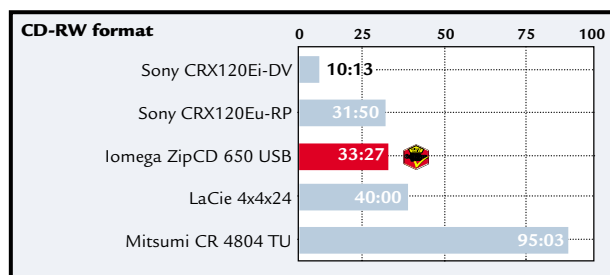 CD-RW format 0 25 50 75 100
Sony CRX120Ei-DV 10:13
Sony CRX120Eu-RP 31:50
Iomega ZipCD 650 USB 33:27
LaCie 4x4x24 40:00
Mitsumi CR 4804 TU 95:03